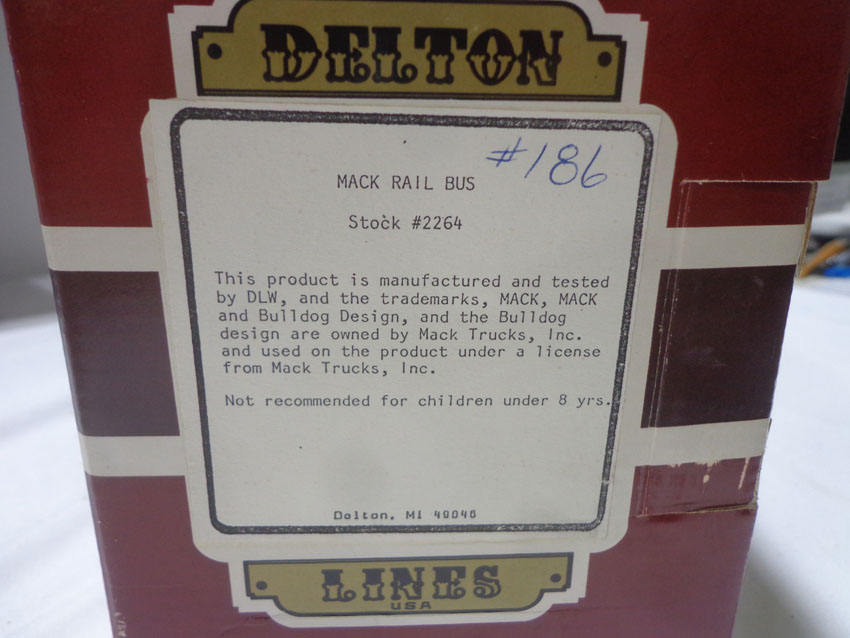 DELTON
#186
MACK RAIL BUS
Stock #2264
This product is manufactured and tested
by DLW, and the trademarks, MACK, MACK
and Bulldog Design, and the Bulldog
design are owned by Mack Trucks, Inc.
and used on the product under a license
from Mack Trucks, Inc.
Not recommended for children under 8 yrs.
Delton, MI 49046
LINES
USA